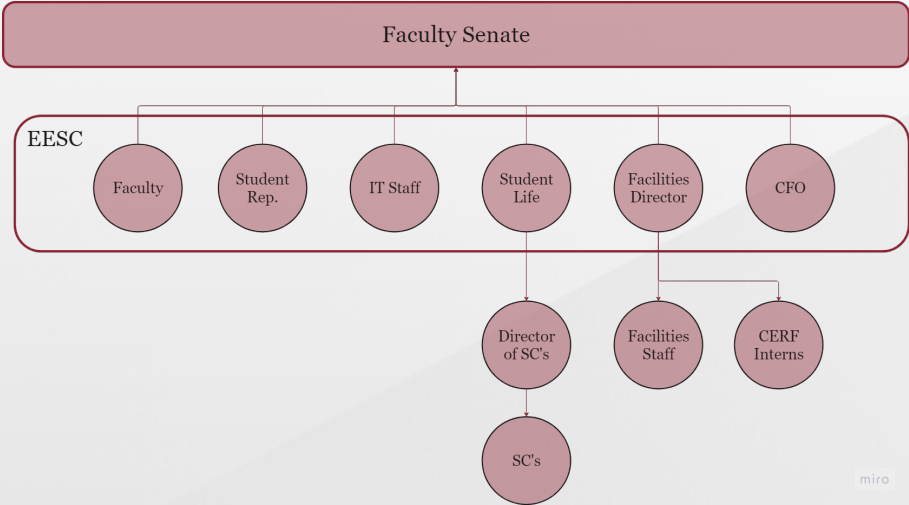 Faculty Senate
EESC
Faculty
Student
Rep.
IT Staff
Student
Life
Facilities
Director
CFO
Director
of SC's
Facilities
Staff
CERF
Interns
SC's
miro